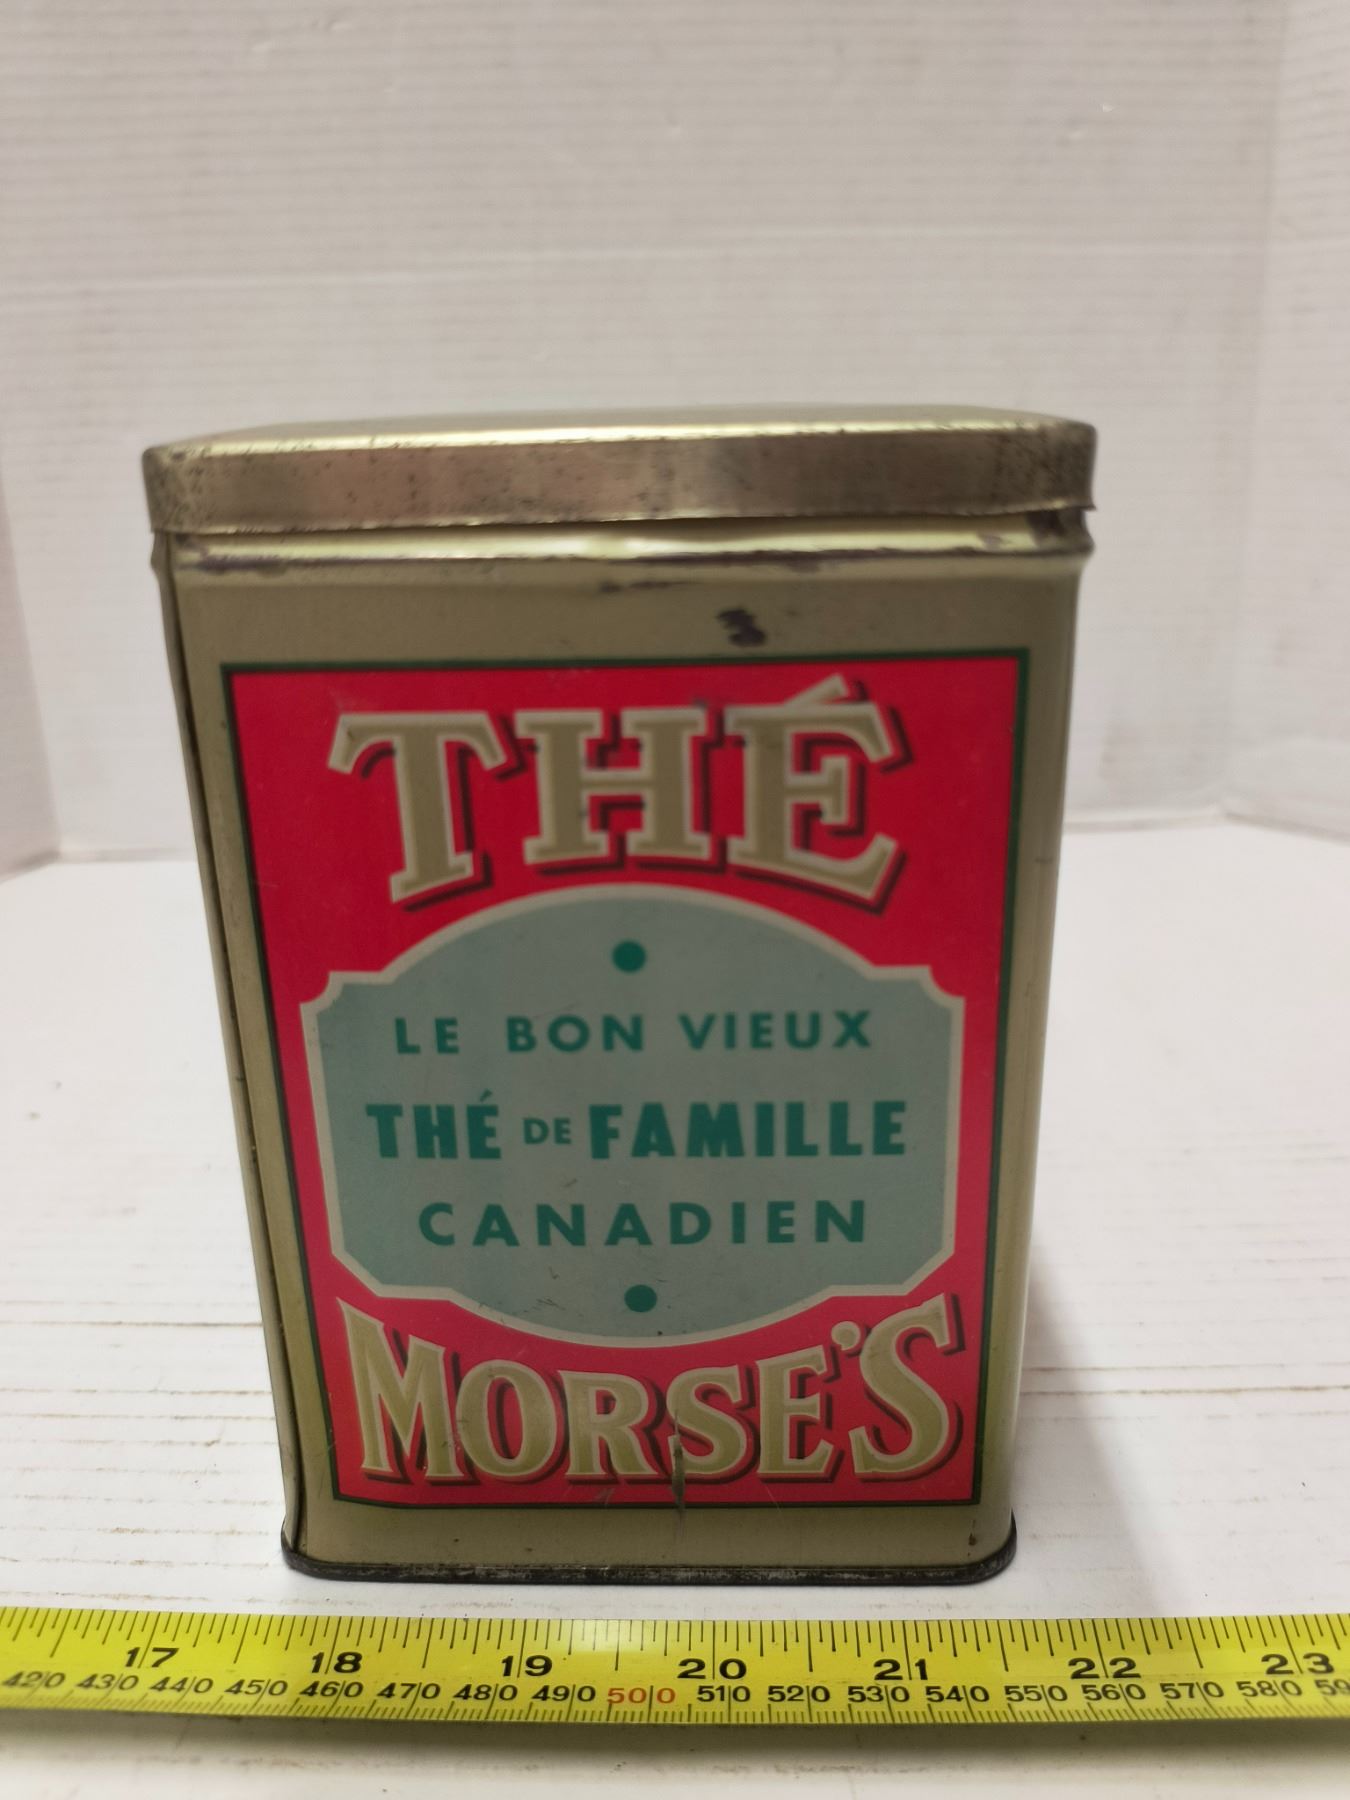 THÉ
LE BON VIEUX
THÉ DE FAMILLE
CANADIEN
MORSE'S
17 18 19 20 21 22 23
420 430 440 450 460 470 480 490 500 510 520 530 540 550 560 570 580 59